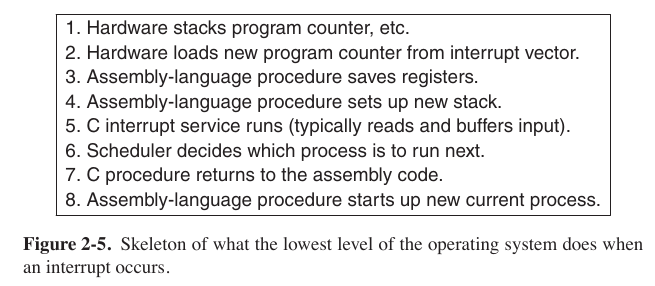 1. Hardware stacks program counter, etc.
2. Hardware loads new program counter from interrupt vector.
3. Assembly-language procedure saves registers.
4. Assembly-language procedure sets up new stack.
5. C interrupt service runs (typically reads and buffers input).
6. Scheduler decides which process is to run next.
7. C procedure returns to the assembly code.
8. Assembly-language procedure starts up new current process.
Figure 2-5. Skeleton of what the lowest level of the operating system does when
an interrupt occurs.